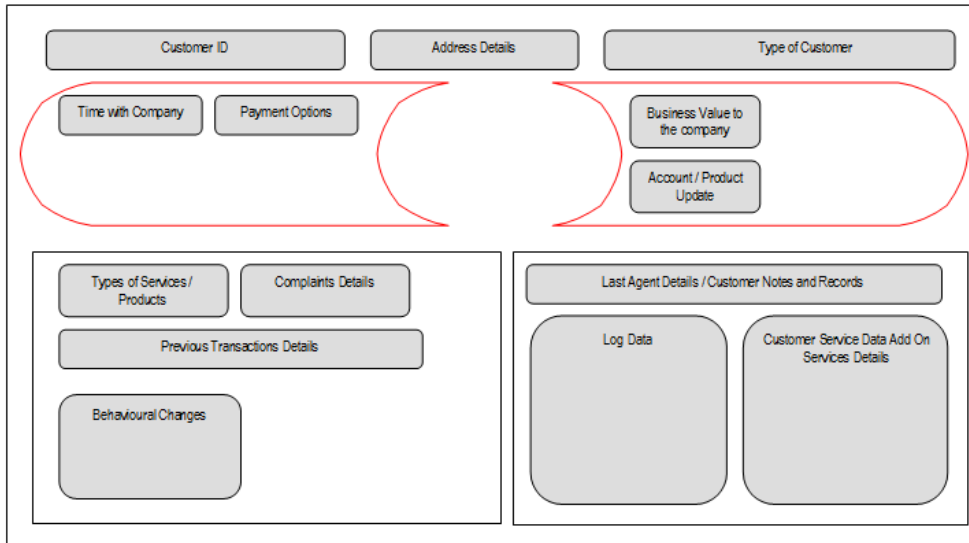 Customer ID
Address Details
Type of Customer
Time with Company
Payment Options
Business Value to
the company
Account / Product
Update
Types of Services /
Products
Complaints Details
Previous Transactions Details
Behavioural Changes
Last Agent Details / Customer Notes and Records
Log Data
Customer Service Data Add On
Services Details